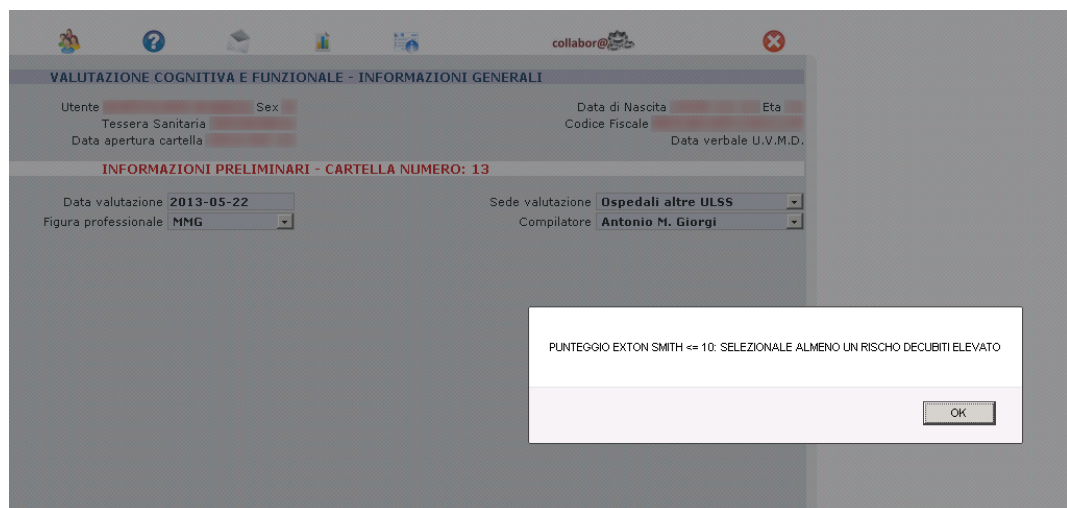 collabor@
VALUTAZIONE COGNITIVA E FUNZIONALE - INFORMAZIONI GENERALI
Utente Sex Data di Nascita Eta
Tessera Sanitaria Codice Fiscale
Data apertura cartella Data verbale U.V.M.D.
INFORMAZIONI PRELIMINARI - CARTELLA NUMERO: 13
Data valutazione 2013-05-22 Sede valutazione Ospedali altre ULSS
Figura professionale MMG Compilatore Antonio M. Giorgi
PUNTEGGIO EXTON SMITH <= 10: SELEZIONALE ALMENO UN RISCHO DECUBITI ELEVATO
OK